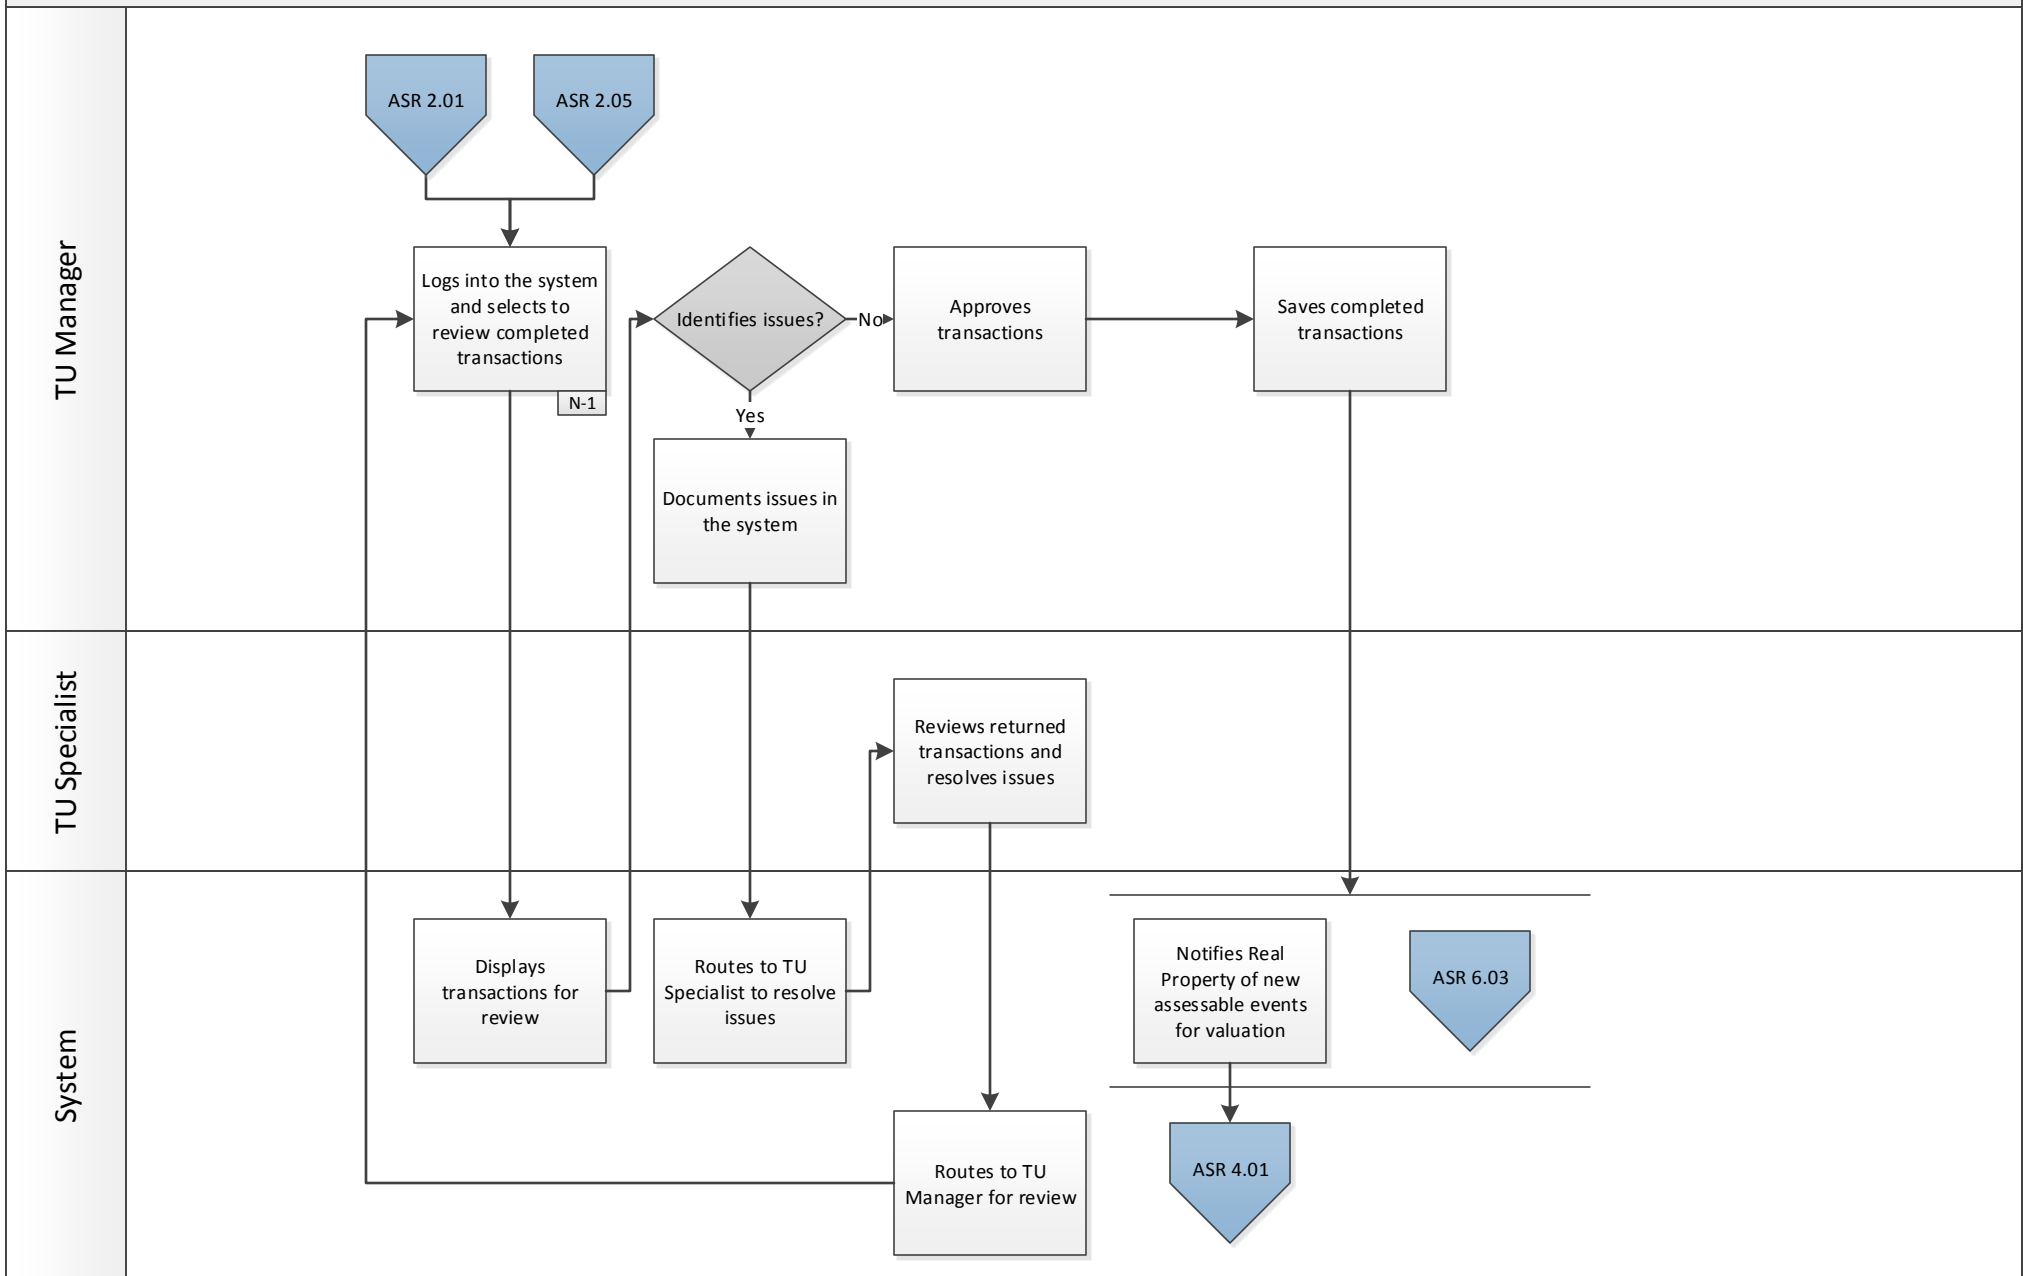 TU Manager
ASR 2.01
ASR 2.05
Logs into the system
and selects to
review completed
transactions
N-1
Identifies issues?
No
Yes
Approves
transactions
Saves completed
transactions
Documents issues in
the system
TU Specialist
Reviews returned
transactions and
resolves issues
System
Displays
transactions for
review
Routes to TU
Specialist to resolve
issues
Notifies Real
Property of new
assessable events
for valuation
ASR 6.03
Routes to TU
Manager for review
ASR 4.01